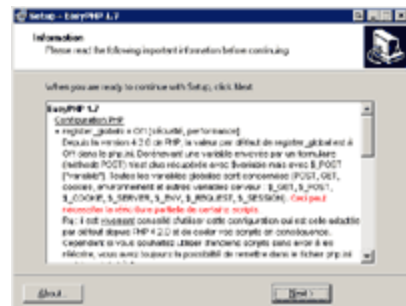 Setup - EasyPHP 1.7
Information
Please read the following important information before continuing.
When you are ready to continue with Setup, click Next.
EasyPHP 1.7
Configuration PHP
register_globals = Off (sécurité, performance)
Depuis la version 4.2.0 de PHP, la valeur par défaut de register_global est à
Off dans le php.ini. Dorénavant une variable envoyée par un formulaire
(méthode POST) n'est plus récupérée avec $variable mais avec $_POST
["variable"]. Toutes les variables globales sont concernées (POST, GET,
cookies, environnement et autres variables serveur : $_GET, $_POST,
$_COOKIE, $_SERVER, $_ENV, $_REQUEST, $_SESSION). Ceci peut
nécessiter la réécriture partielle de certains scripts.
Rq : il est vivement conseillé d'utiliser cette configuration qui est celle adoptée
par défaut depuis PHP 4.2.0 et de coder vos scripts en conséquence.
Cependant si vous souhaitez utiliser d'anciens scripts sans avoir à les
réécrire, vous avez toujours la possibilité de remettre dans le fichier php.ini
About...
Next >